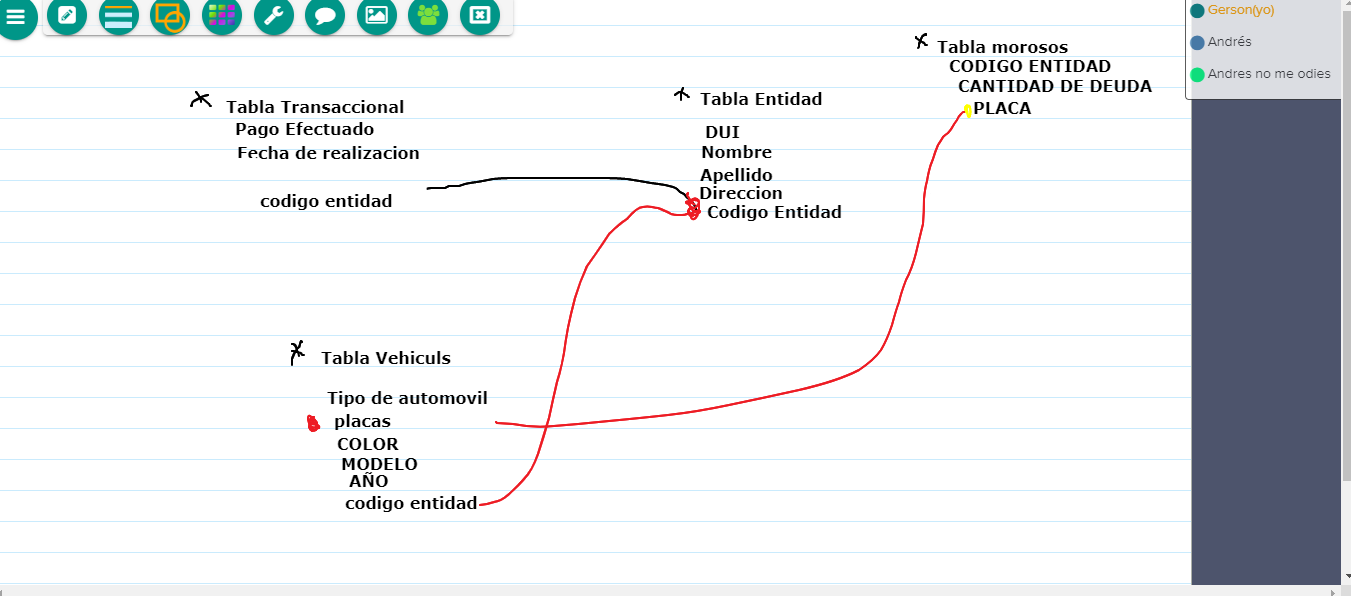 Gerson(yo)
Andrés
Andres no me odies
Tabla morosos
CODIGO ENTIDAD
CANTIDAD DE DEUDA
PLACA
Tabla Transaccional
Pago Efectuado
Fecha de realizacion
codigo entidad
Tabla Entidad
DUI
Nombre
Apellido
Direccion
Codigo Entidad
Tabla Vehiculs
Tipo de automovil
placas
COLOR
MODELO
AÑO
codigo entidad